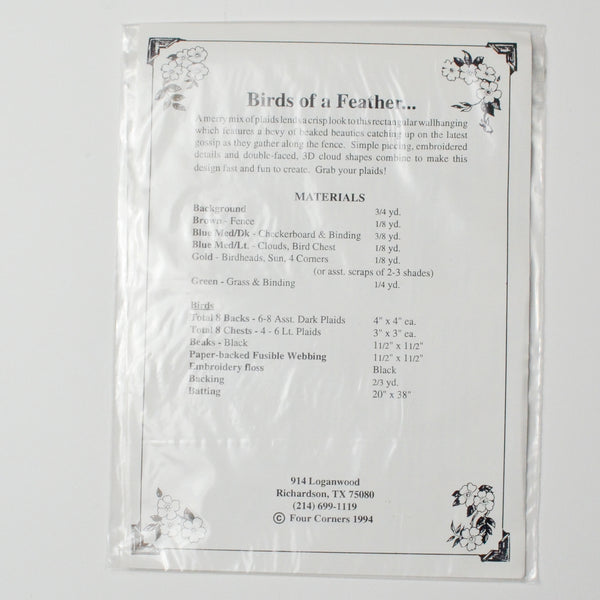 Birds of a Feather...
A merry mix of plaids lends a crisp look to this rectangular wallhanging
which features a bevy of beaked beauties catching up on the latest
gossip as they gather along the fence. Simple piecing, embroidered
details and double-faced, 3D cloud shapes combine to make this
design fast and fun to create. Grab your plaids!
MATERIALS
Background 3/4 yd.
Brown - Fence 1/8 yd.
Blue Med/Dk - Checkerboard & Binding 3/8 yd.
Blue Med/Lt. - Clouds, Bird Chest 1/8 yd.
Gold - Birdheads, Sun, 4 Corners 1/8 yd.
(or asst. scraps of 2-3 shades)
Green - Grass & Binding 1/4 yd.
Birds
Total 8 Backs - 6-8 Asst. Dark Plaids 4" x 4" ea.
Total 8 Chests - 4 - 6 Lt. Plaids 3" x 3" ea.
Beaks - Black 11/2" x 11/2"
Paper-backed Fusible Webbing 11/2" x 11/2"
Embroidery floss Black
Backing 2/3 yd.
Batting 20" x 38"
914 Loganwood
Richardson, TX 75080
(214) 699-1119
© Four Corners 1994